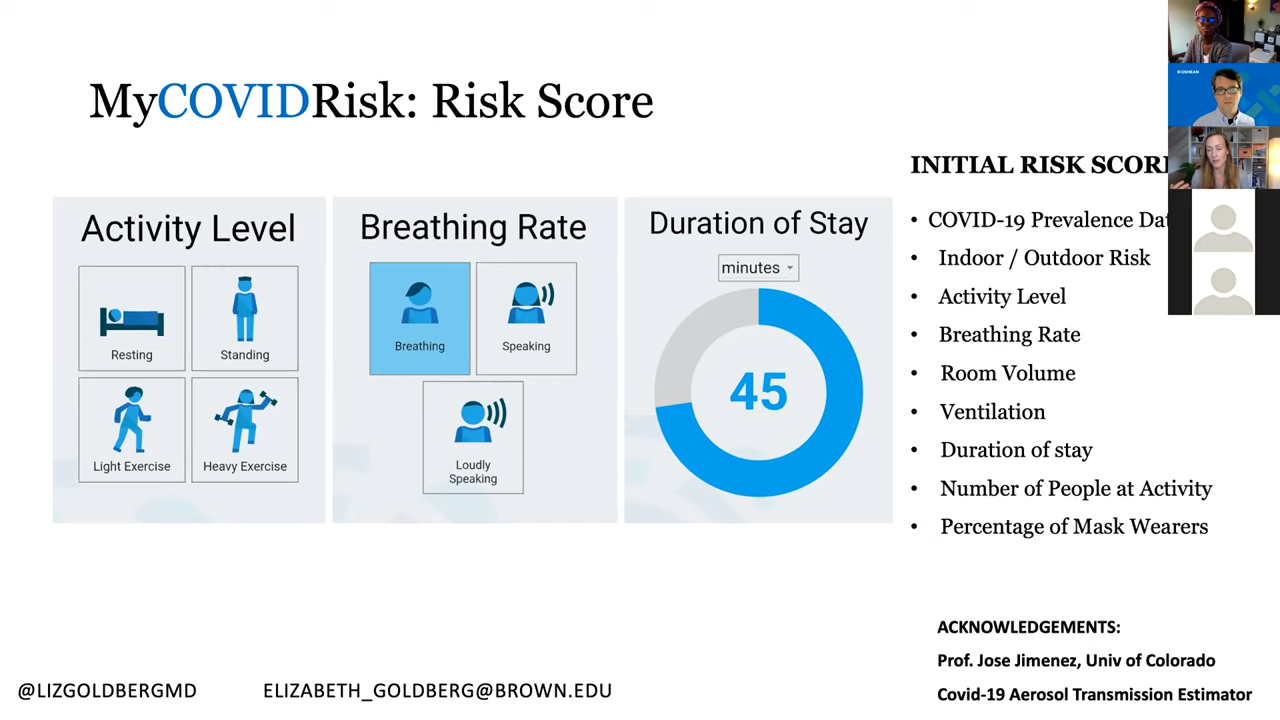 MyCOVIDRisk: Risk Score
Activity Level
Resting
Standing
Light Exercise
Heavy Exercise
Breathing Rate
Breathing
Speaking
Loudly
Speaking
Duration of Stay
minutes
45
INITIAL RISK SCORE
• COVID-19 Prevalence Dat
• Indoor / Outdoor Risk
• Activity Level
• Breathing Rate
• Room Volume
• Ventilation
• Duration of stay
• Number of People at Activity
• Percentage of Mask Wearers
ACKNOWLEDGEMENTS:
Prof. Jose Jimenez, Univ of Colorado
Covid-19 Aerosol Transmission Estimator
@LIZGOLDBERGMD
ELIZABETH_GOLDBERG@BROWN.EDU